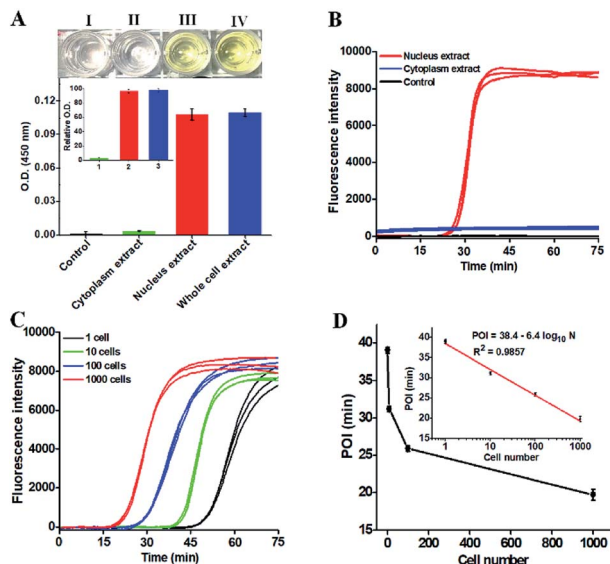 A
I II III IV
O.D. (450 nm)
0.12
0.09
0.06
0.03
0.00
Relative O.D.
100
80
60
40
20
0
1 2 3
Control
Cytoplasm extract
Nucleus extract
Whole cell extract
B
Fluorescence intensity
10000
8000
6000
4000
2000
0
Nucleus extract
Cytoplasm extract
Control
0 15 30 45 60 75
Time (min)
C
Fluorescence intensity
10000
8000
6000
4000
2000
0
1 cell
10 cells
100 cells
1000 cells
0 15 30 45 60 75
Time (min)
D
POI (min)
40
35
30
25
20
15
POI = 38.4 - 6.4 log10 N
R2 = 0.9857
POI (min)
40
35
30
25
20
15
1 10 100 1000
Cell number
0 200 400 600 800 1000
Cell number